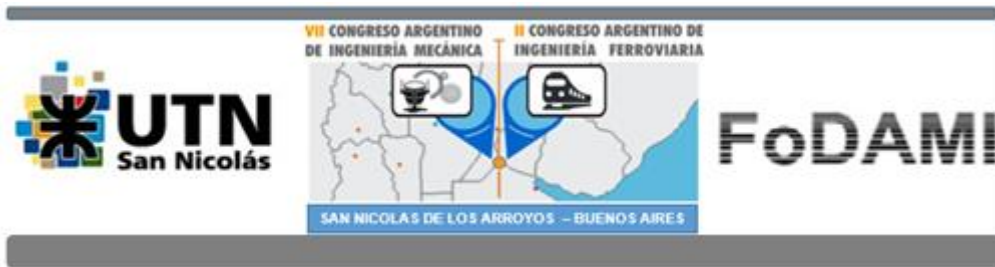 UTN
San Nicolás
VII CONGRESO ARGENTINO
DE INGENIERÍA MECÁNICA
II CONGRESO ARGENTINO DE
INGENIERÍA FERROVIARIA
SAN NICOLAS DE LOS ARROYOS – BUENOS AIRES
FoDAMI